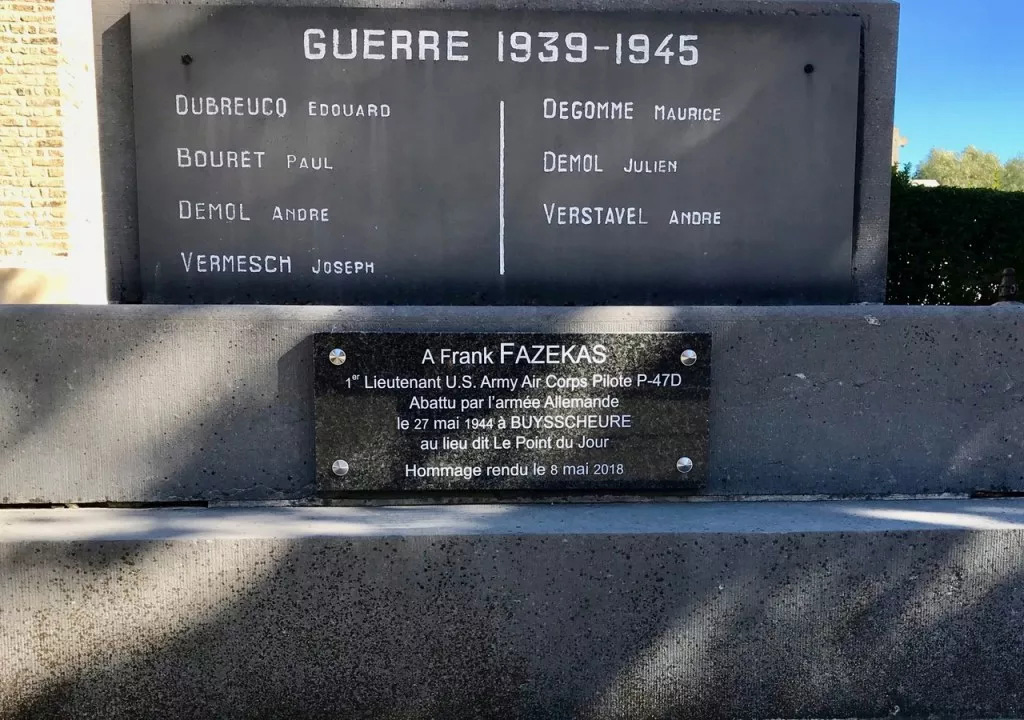 GUERRE 1939-1945
DUBREUCQ EDOUARD
BOURET PAUL
DEMOL ANDRE
VERMESCH JOSEPH
DEGOMME MAURICE
DEMOL JULIEN
VERSTAVEL ANDRE
A Frank FAZEKAS
1er Lieutenant U.S. Army Air Corps Pilote P-47D
Abattu par l'armée Allemande
le 27 mai 1944 à BUYSSCHEURE
au lieu dit Le Point du Jour
Hommage rendu le 8 mai 2018